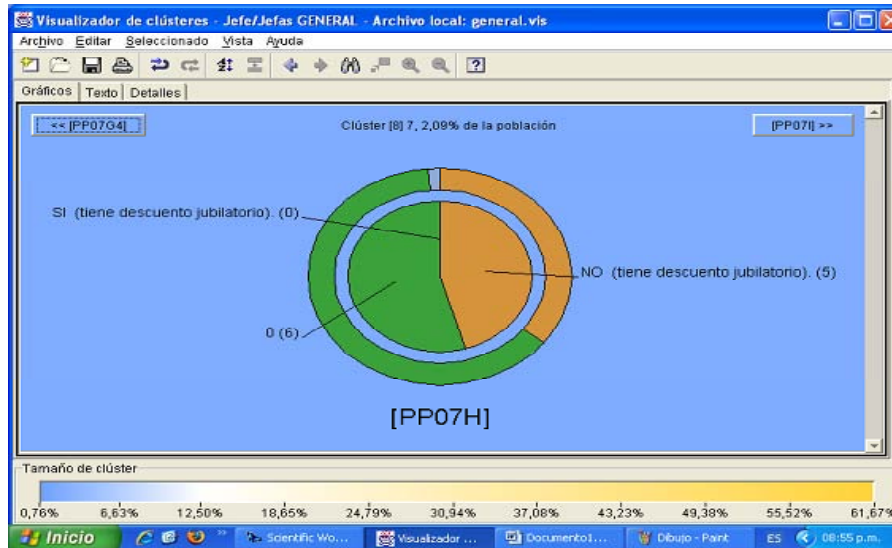 Visualizador de clústeres - Jefe/Jefas GENERAL - Archivo local: general.vis
Archivo Editar Seleccionado Vista Ayuda
Gráficos Texto Detalles
<< [PP07G4] Clúster [8] 7, 2,09% de la población [PP07I] >>
SI (tiene descuento jubilatorio). (0)
NO (tiene descuento jubilatorio). (5)
0 (6)
[PP07H]
Tamaño de clúster
0,76% 6,63% 12,50% 18,65% 24,79% 30,94% 37,08% 43,23% 49,38% 55,52% 61,67%
Inicio Scientific Wo... Visualizador ... Documento1... Dibujo - Paint ES 08:55 p.m.